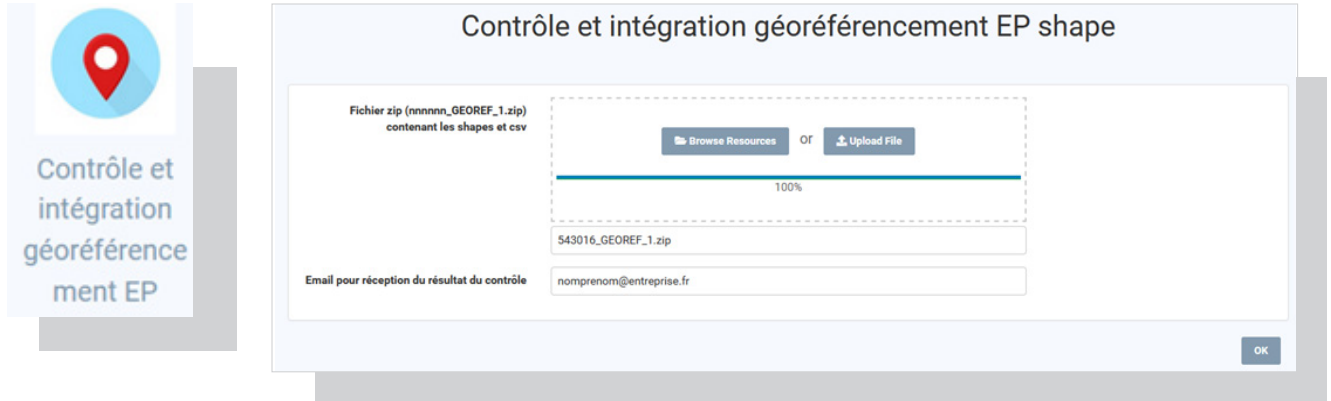 Contrôle et
intégration
géoréférence
ment EP
Contrôle et intégration géoréférencement EP shape
Fichier zip (nnnnnn_GEOREF_1.zip)
contenant les shapes et csv
Browse Resources or Upload File
100%
543016_GEOREF_1.zip
Email pour réception du résultat du contrôle
nomprenom@entreprise.fr
OK